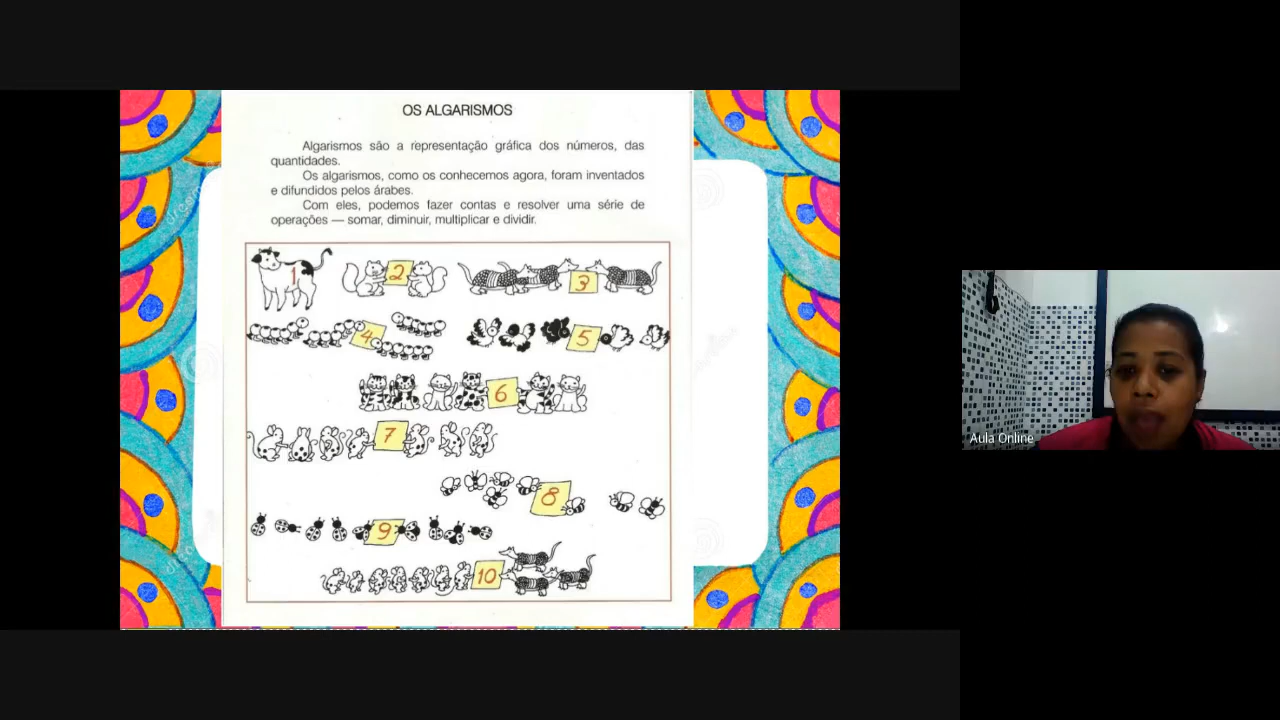 OS ALGARISMOS
Algarismos são a representação gráfica dos números, das
quantidades.
Os algarismos, como os conhecemos agora, foram inventados
e difundidos pelos árabes.
Com eles, podemos fazer contas e resolver uma série de
operações — somar, diminuir, multiplicar e dividir.
1 2 3
4 5
6
7
8
9
10
Aula Online